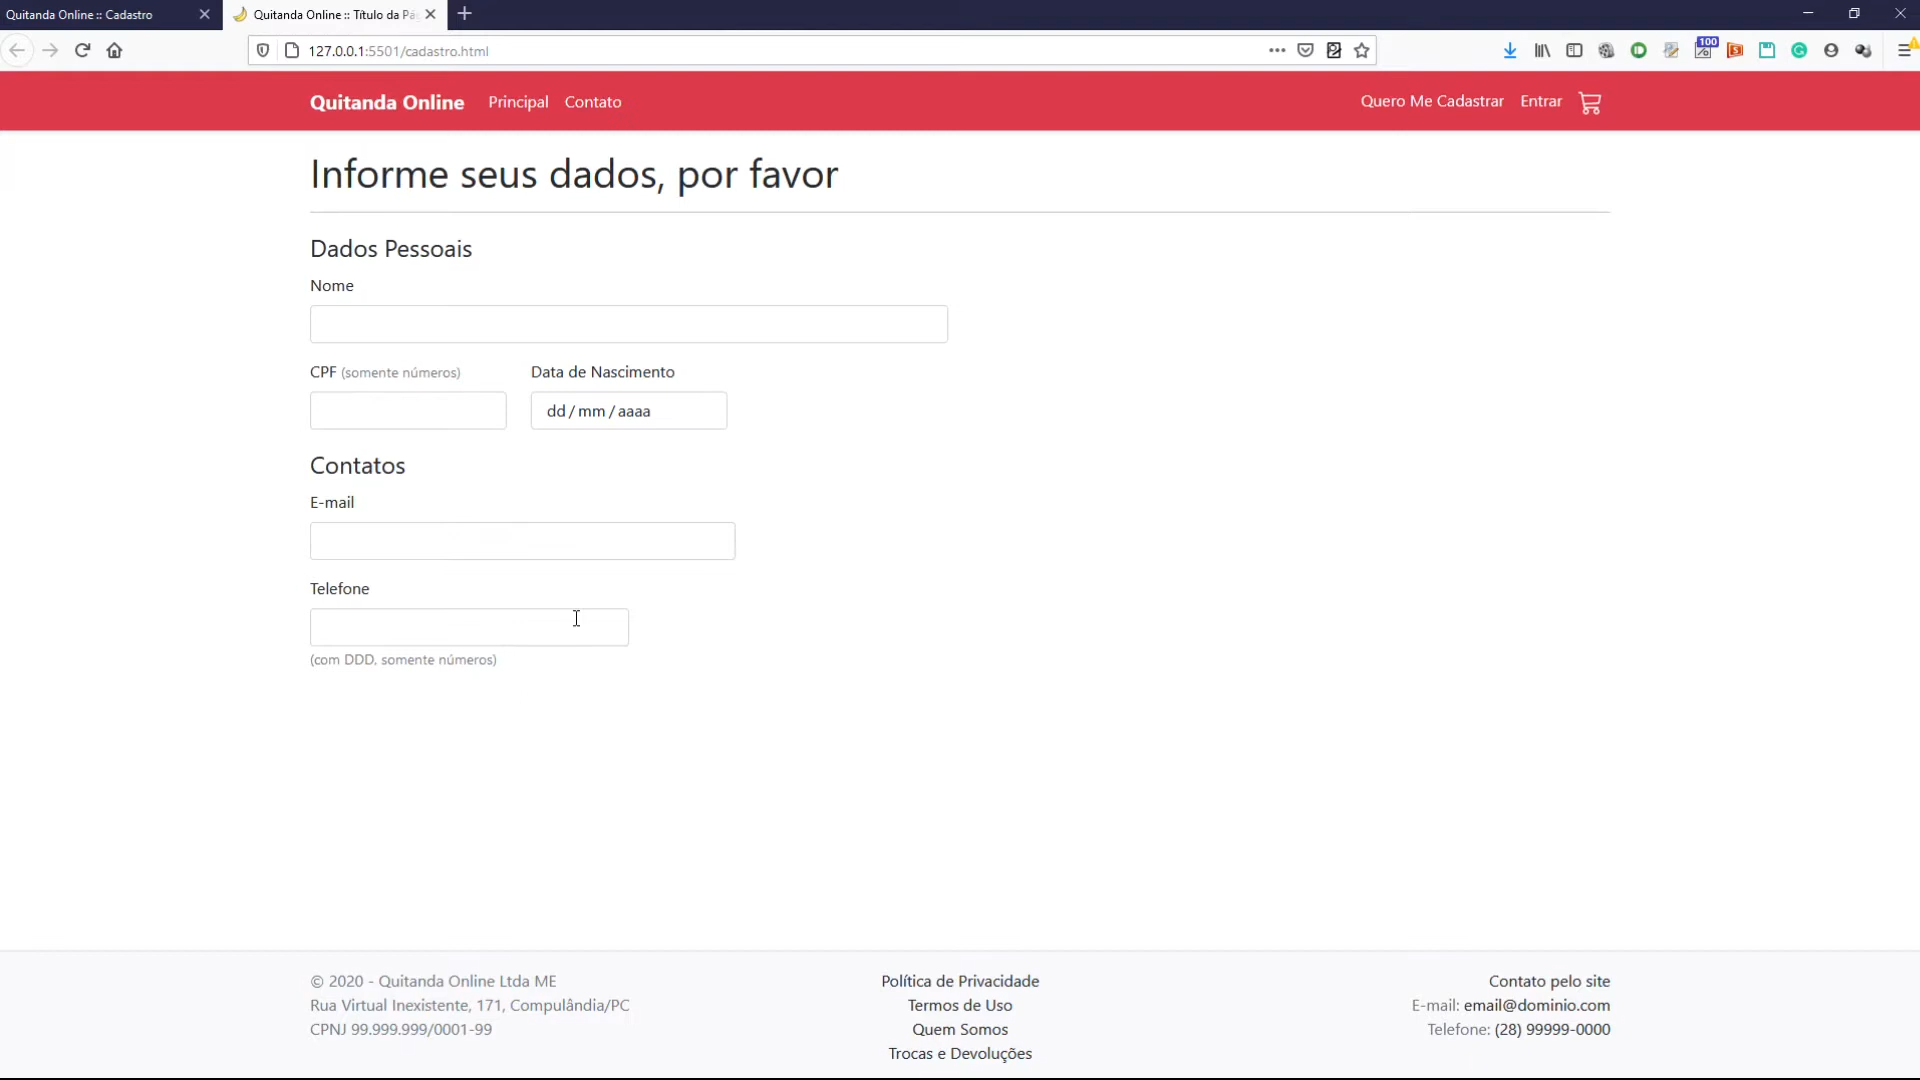 Quitanda Online :: Cadastro
Quitanda Online :: Título da Pá
127.0.0.1:5501/cadastro.html
100
Quitanda Online
Principal
Contato
Quero Me Cadastrar
Entrar
Informe seus dados, por favor
Dados Pessoais
Nome
CPF (somente números)
Data de Nascimento
dd / mm / aaaa
Contatos
E-mail
Telefone
(com DDD, somente números)
© 2020 - Quitanda Online Ltda ME
Rua Virtual Inexistente, 171, Compulândia/PC
CPNJ 99.999.999/0001-99
Política de Privacidade
Termos de Uso
Quem Somos
Trocas e Devoluções
Contato pelo site
E-mail: email@dominio.com
Telefone: (28) 99999-0000